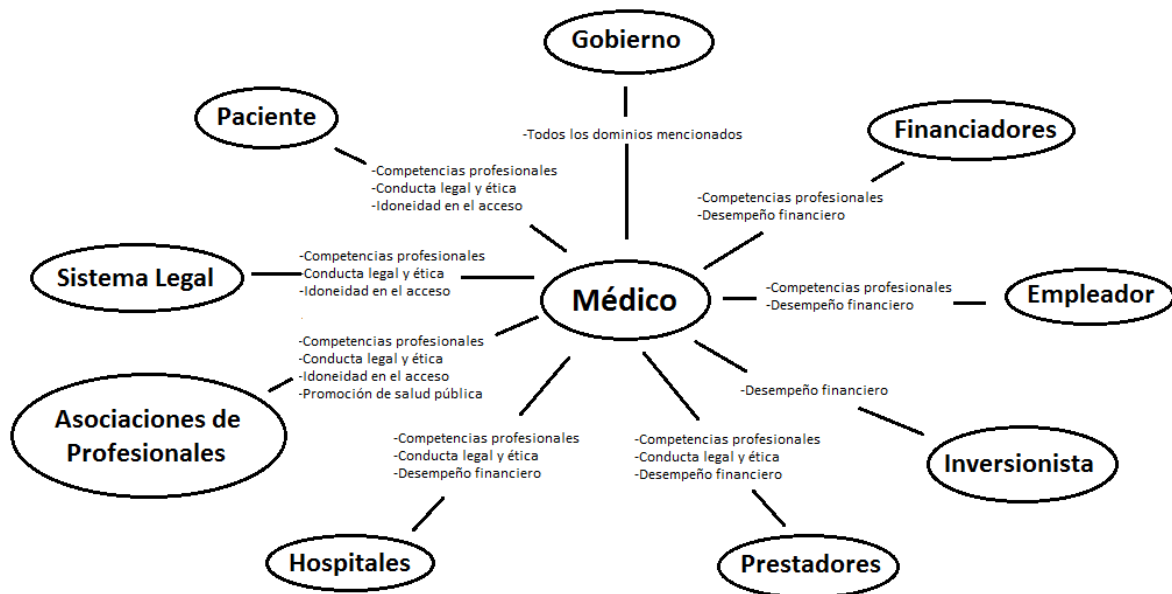 Gobierno
-Todos los dominios mencionados
Paciente
-Competencias profesionales
-Conducta legal y ética
-Idoneidad en el acceso
Financiadores
-Competencias profesionales
-Desempeño financiero
Sistema Legal
-Competencias profesionales
-Conducta legal y ética
-Idoneidad en el acceso
Médico
-Competencias profesionales
-Desempeño financiero
Empleador
Asociaciones de
Profesionales
-Competencias profesionales
-Conducta legal y ética
-Idoneidad en el acceso
-Promoción de salud pública
-Desempeño financiero
Inversionista
-Competencias profesionales
-Conducta legal y ética
-Desempeño financiero
Hospitales
-Competencias profesionales
-Conducta legal y ética
-Desempeño financiero
Prestadores